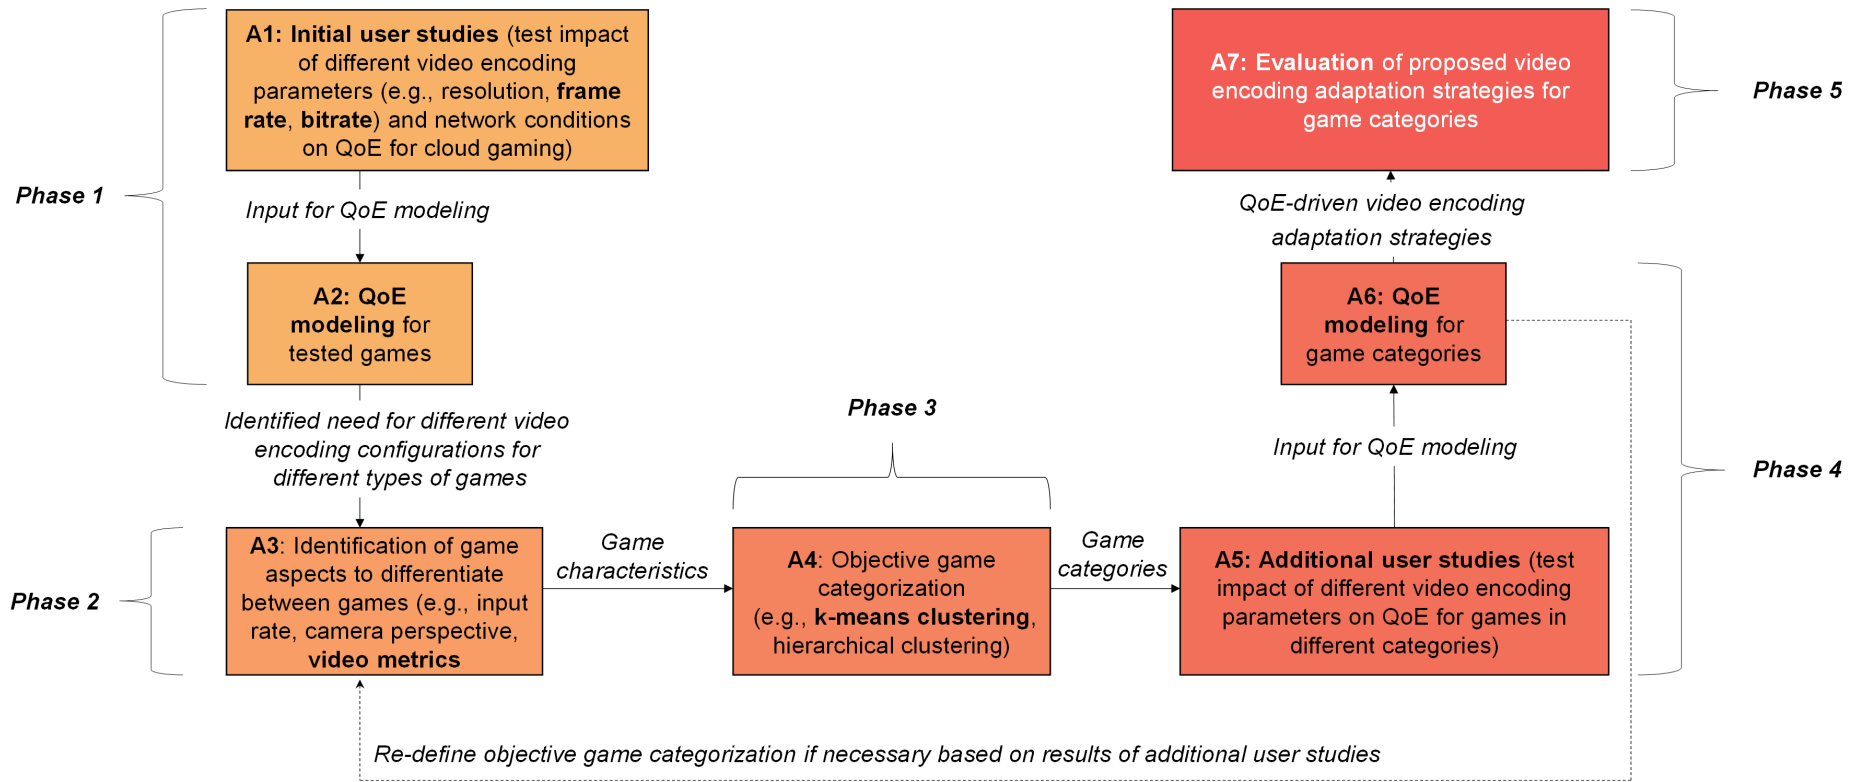 A1: Initial user studies (test impact
of different video encoding
parameters (e.g., resolution, frame
rate, bitrate) and network conditions
on QoE for cloud gaming)
Phase 1
Input for QoE modeling
A2: QoE
modeling for
tested games
Identified need for different video
encoding configurations for
different types of games
Phase 2
A3: Identification of game
aspects to differentiate
between games (e.g., input
rate, camera perspective,
video metrics
Game
characteristics
Phase 3
A4: Objective game
categorization
(e.g., k-means clustering,
hierarchical clustering)
Game
categories
A5: Additional user studies (test
impact of different video encoding
parameters on QoE for games in
different categories)
Input for QoE modeling
Phase 4
A6: QoE
modeling for
game categories
QoE-driven video encoding
adaptation strategies
A7: Evaluation of proposed video
encoding adaptation strategies for
game categories
Phase 5
Re-define objective game categorization if necessary based on results of additional user studies